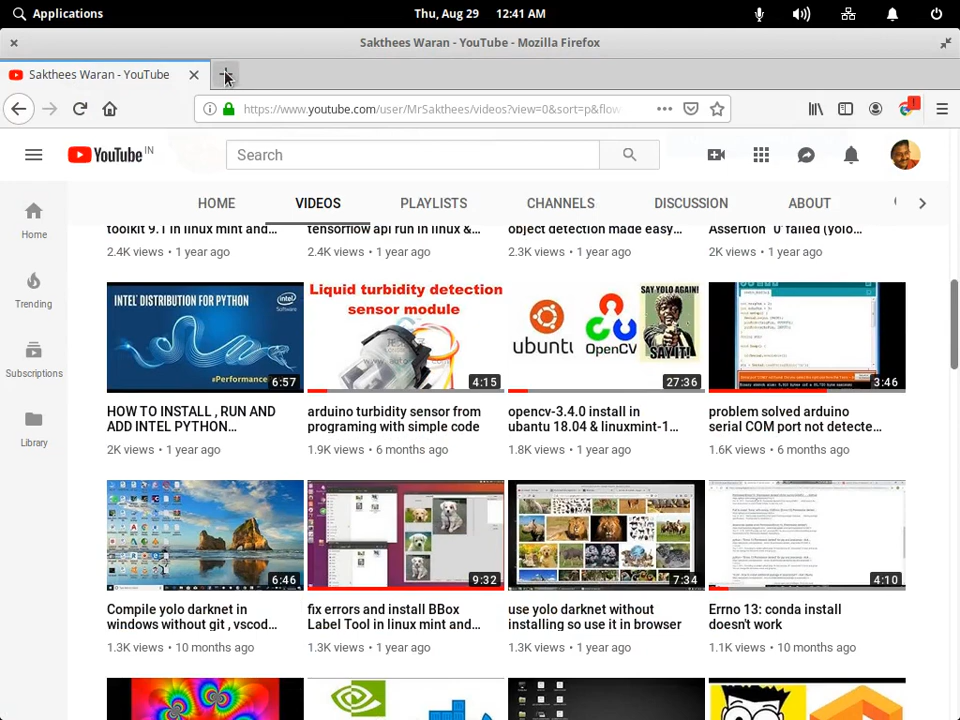 Applications
Thu, Aug 29 12:41 AM
Sakthees Waran - YouTube - Mozilla Firefox
Sakthees Waran - YouTube
https://www.youtube.com/user/MrSakthees/videos?view=0&sort=p&flow
YouTube IN
Search
HOME VIDEOS PLAYLISTS CHANNELS DISCUSSION ABOUT
Home
Trending
Subscriptions
Library
toolkit 9.1 in linux mint and...
2.4K views • 1 year ago
tensorflow api run in linux &...
2.4K views • 1 year ago
object detection made easy...
2.3K views • 1 year ago
Assertion `0' failed (yolo...
2K views • 1 year ago
INTEL® DISTRIBUTION FOR PYTHON*
intel
#Performance
6:57
HOW TO INSTALL , RUN AND
ADD INTEL PYTHON...
2K views • 1 year ago
Liquid turbidity detection
sensor module
4:15
arduino turbidity sensor from
programing with simple code
1.9K views • 6 months ago
ubuntu
OpenCV
SAY YOLO AGAIN!
SAY IT!
27:36
opencv-3.4.0 install in
ubantu 18.04 & linuxmint-1...
1.8K views • 1 year ago
3:46
problem solved arduino
serial COM port not detecte...
1.6K views • 6 months ago
6:46
Compile yolo darknet in
windows without git , vscod...
1.3K views • 10 months ago
9:32
fix errors and install BBox
Label Tool in linux mint and...
1.3K views • 1 year ago
7:34
use yolo darknet without
installing so use it in browser
1.3K views • 1 year ago
4:10
Errno 13: conda install
doesn't work
1.1K views • 10 months ago